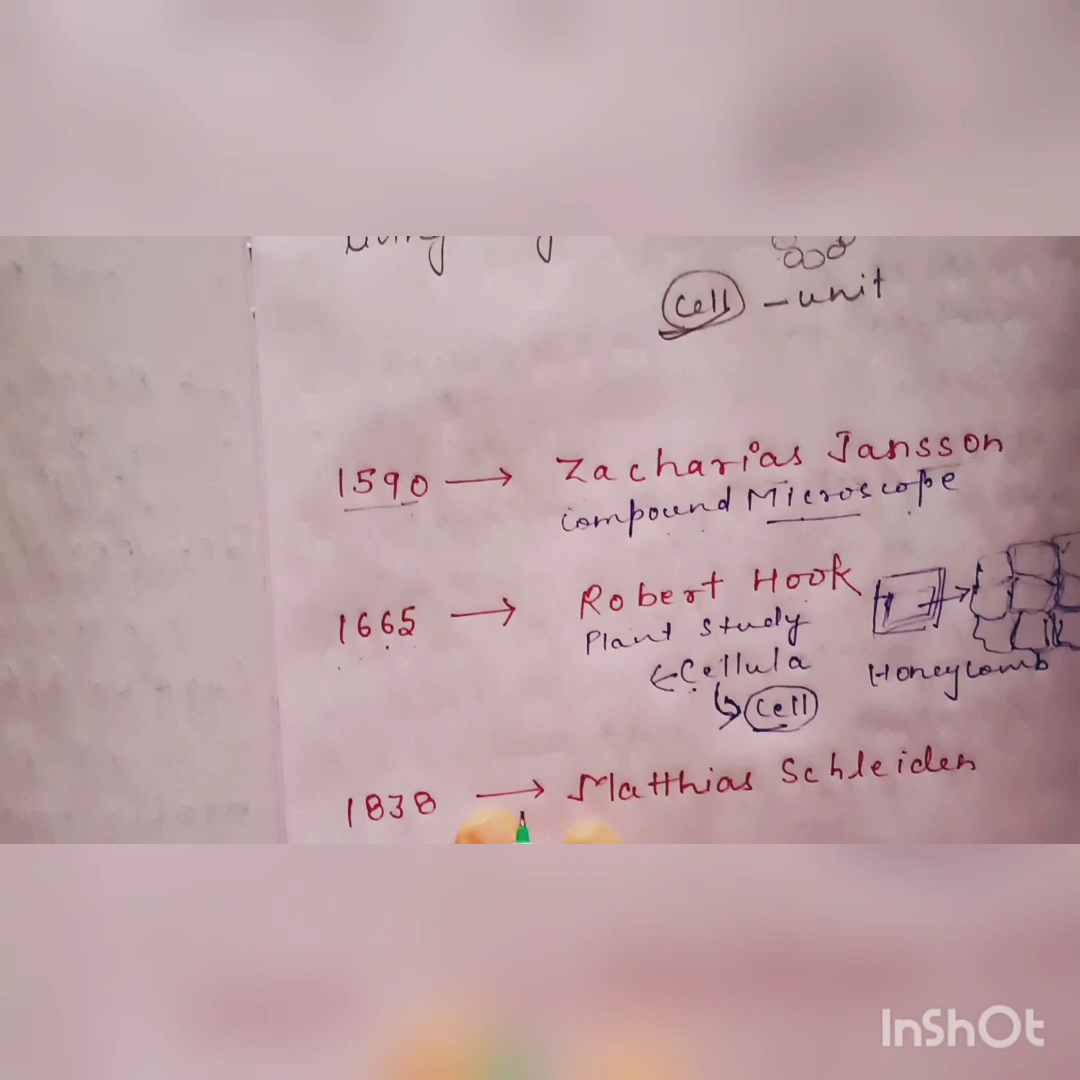 Cell - unit
1590 → Zacharias Jansson
Compound Microscope
1665 → Robert Hook
Plant Study
← Cellula
↳ Cell
Honeycomb
1838 → Matthias Schleiden
InShOt